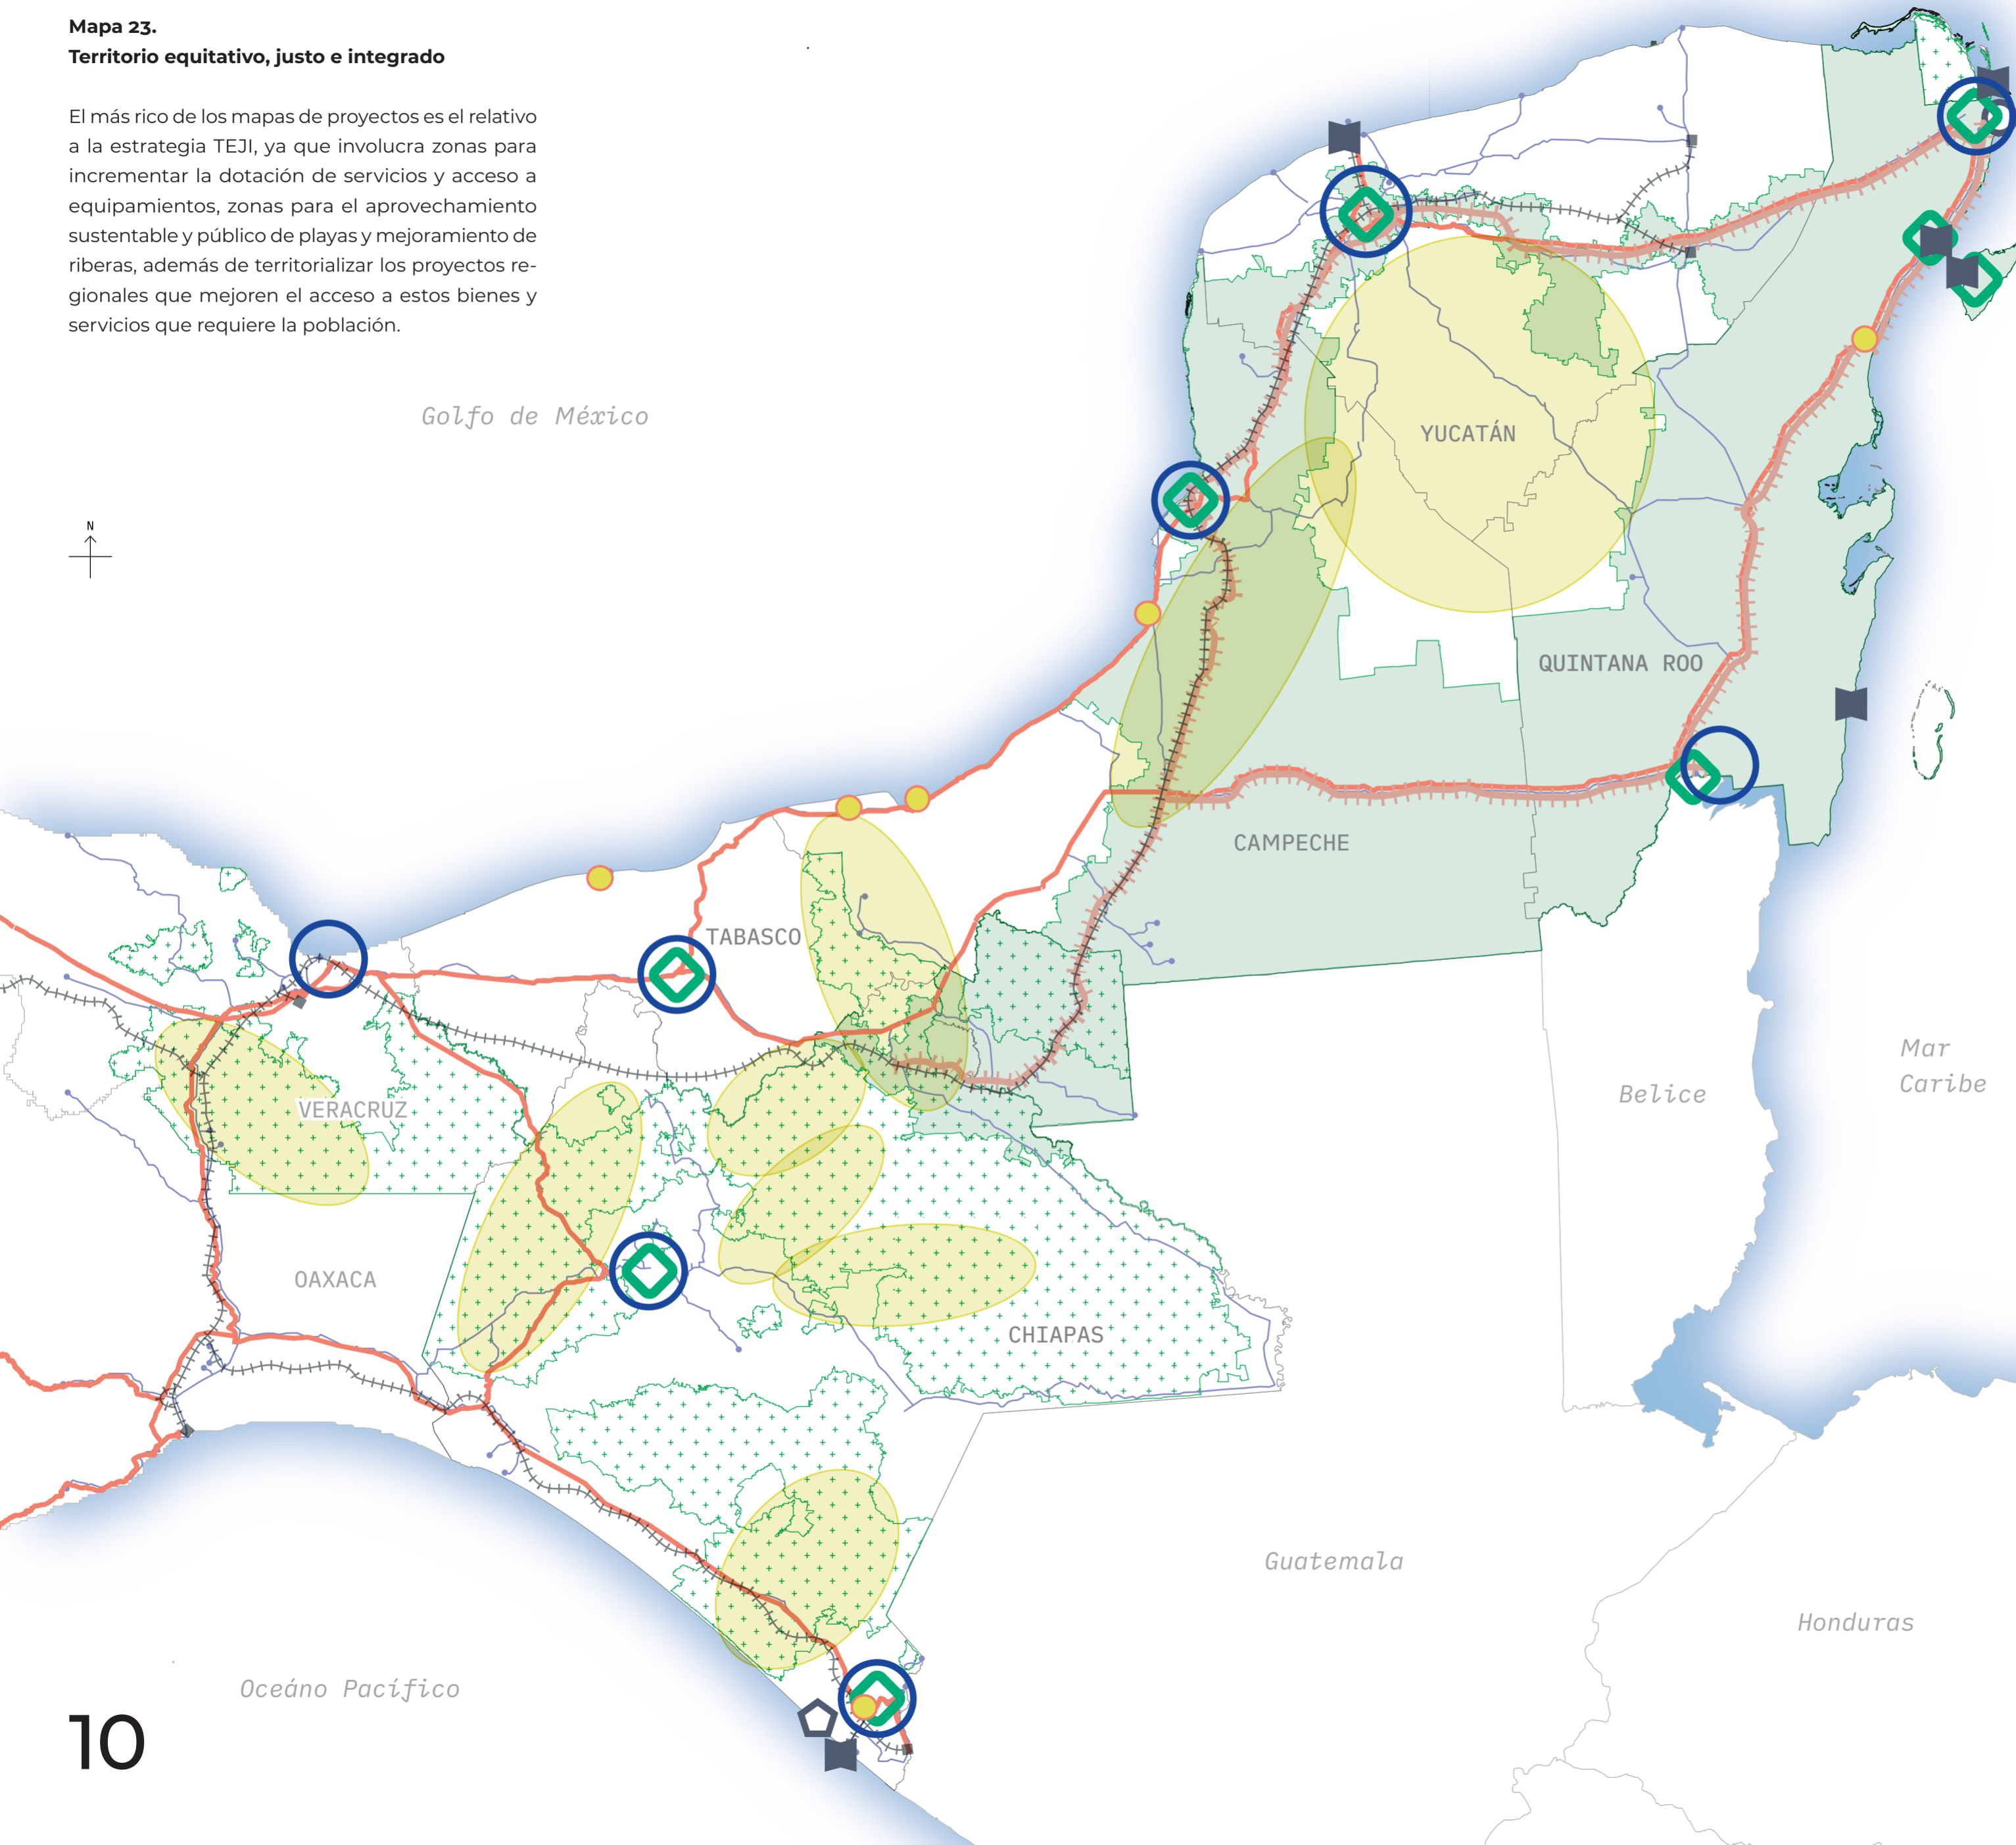 Mapa 23.
Territorio equitativo, justo e integrado
El más rico de los mapas de proyectos es el relativo
a la estrategia TEJI, ya que involucra zonas para
incrementar la dotación de servicios y acceso a
equipamientos, zonas para el aprovechamiento
sustentable y público de playas y mejoramiento de
riberas, además de territorializar los proyectos re-
gionales que mejoren el acceso a estos bienes y
servicios que requiere la población.
Golfo de México
YUCATÁN
N
QUINTANA ROO
CAMPECHE
TABASCO
Mar
Caribe
Belice
VERACRUZ
OAXACA
CHIAPAS
Guatemala
Honduras
Oceáno Pacífico
10